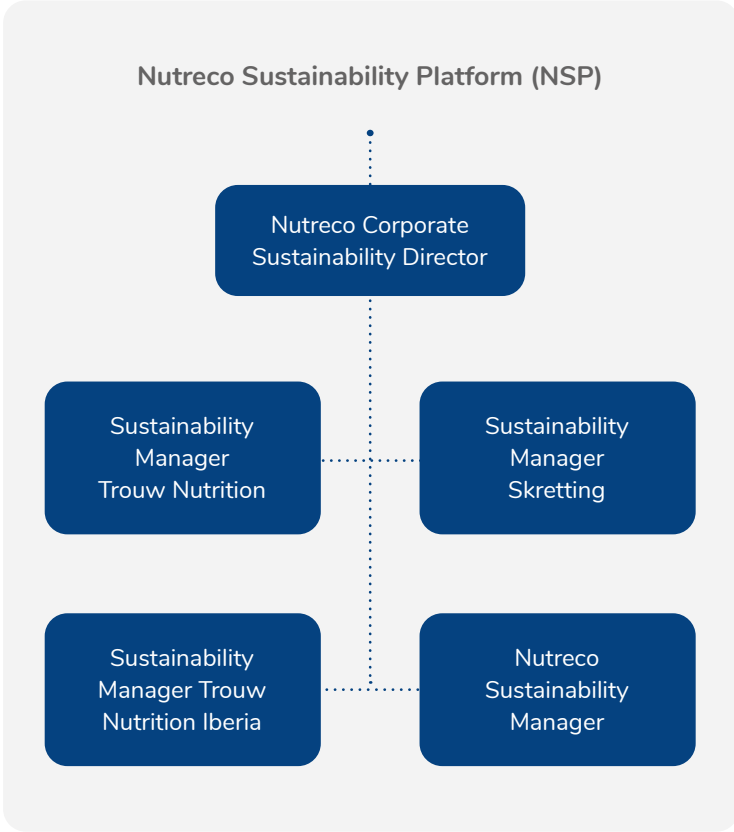 Nutreco Sustainability Platform (NSP)
Nutreco Corporate
Sustainability Director
Sustainability
Manager
Trouw Nutrition
Sustainability
Manager
Skretting
Sustainability
Manager Trouw
Nutrition Iberia
Nutreco
Sustainability
Manager